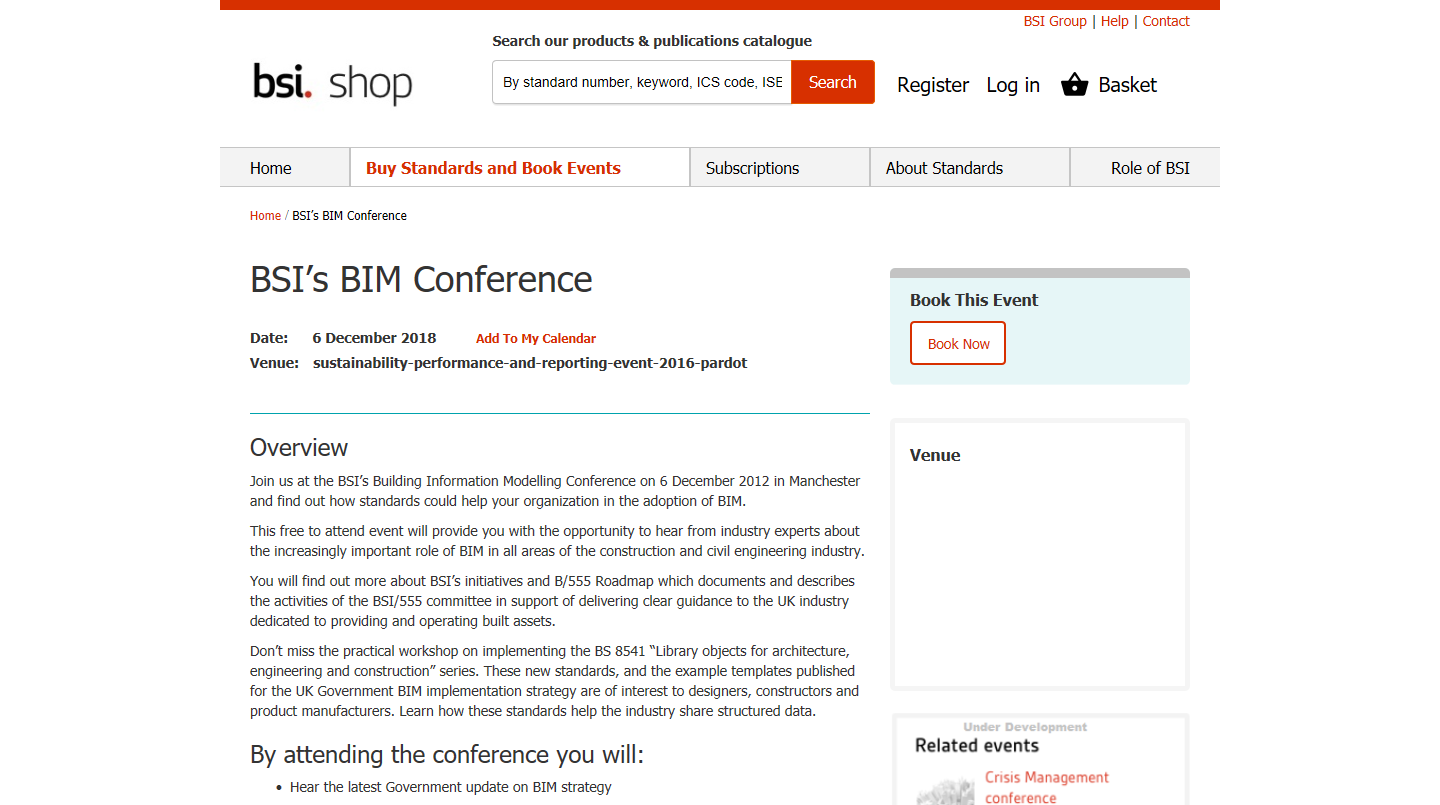 BSI Group | Help | Contact
Search our products & publications catalogue
bsi. shop
By standard number, keyword, ICS code, ISE
Search
Register Log in Basket
Home Buy Standards and Book Events Subscriptions About Standards Role of BSI
Home / BSI’s BIM Conference
BSI’s BIM Conference
Date: 6 December 2018 Add To My Calendar
Venue: sustainability-performance-and-reporting-event-2016-pardot
Book This Event
Book Now
Overview
Join us at the BSI’s Building Information Modelling Conference on 6 December 2012 in Manchester
and find out how standards could help your organization in the adoption of BIM.
This free to attend event will provide you with the opportunity to hear from industry experts about
the increasingly important role of BIM in all areas of the construction and civil engineering industry.
You will find out more about BSI’s initiatives and B/555 Roadmap which documents and describes
the activities of the BSI/555 committee in support of delivering clear guidance to the UK industry
dedicated to providing and operating built assets.
Don’t miss the practical workshop on implementing the BS 8541 “Library objects for architecture,
engineering and construction” series. These new standards, and the example templates published
for the UK Government BIM implementation strategy are of interest to designers, constructors and
product manufacturers. Learn how these standards help the industry share structured data.
By attending the conference you will:
• Hear the latest Government update on BIM strategy
Venue
Under Development
Related events
Crisis Management
conference